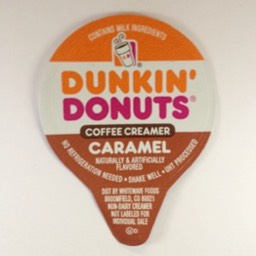 CONTAINS MILK INGREDIENTS
DUNKIN'
DONUTS®
COFFEE CREAMER
CARAMEL
NATURALLY & ARTIFICIALLY
FLAVORED
NO REFRIGERATION NEEDED • SHAKE WELL • UHT PROCESSED
DIST BY WHITEWAVE FOODS
BROOMFIELD, CO 80021
NON-DAIRY CREAMER
NOT LABELED FOR
INDIVIDUAL SALE